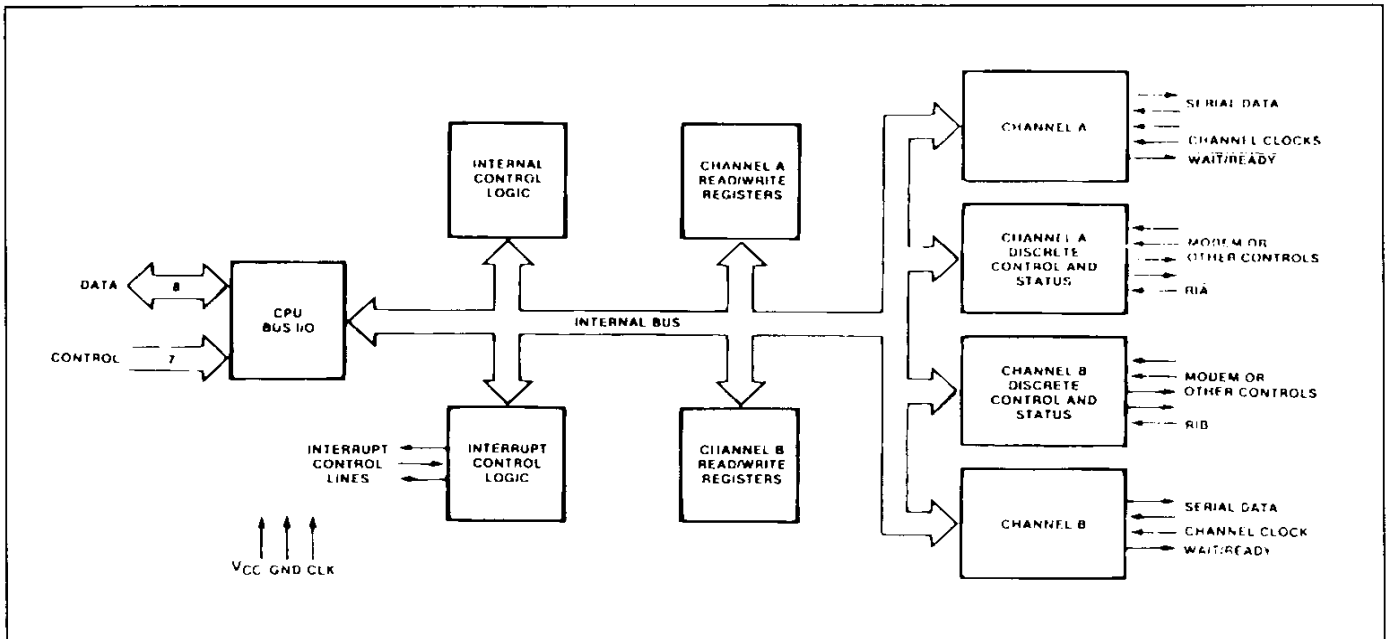 DATA
8
CONTROL
7
CPU
BUS I/O
INTERNAL
CONTROL
LOGIC
CHANNEL A
READ/WRITE
REGISTERS
INTERNAL BUS
INTERRUPT
CONTROL
LINES
INTERRUPT
CONTROL
LOGIC
CHANNEL B
READ/WRITE
REGISTERS
VCC GND CLK
CHANNEL A
SERIAL DATA
CHANNEL CLOCKS
WAIT/READY
CHANNEL A
DISCRETE
CONTROL AND
STATUS
MODEM OR
OTHER CONTROLS
RIA
CHANNEL B
DISCRETE
CONTROL AND
STATUS
MODEM OR
OTHER CONTROLS
RIB
CHANNEL B
SERIAL DATA
CHANNEL CLOCK
WAIT/READY